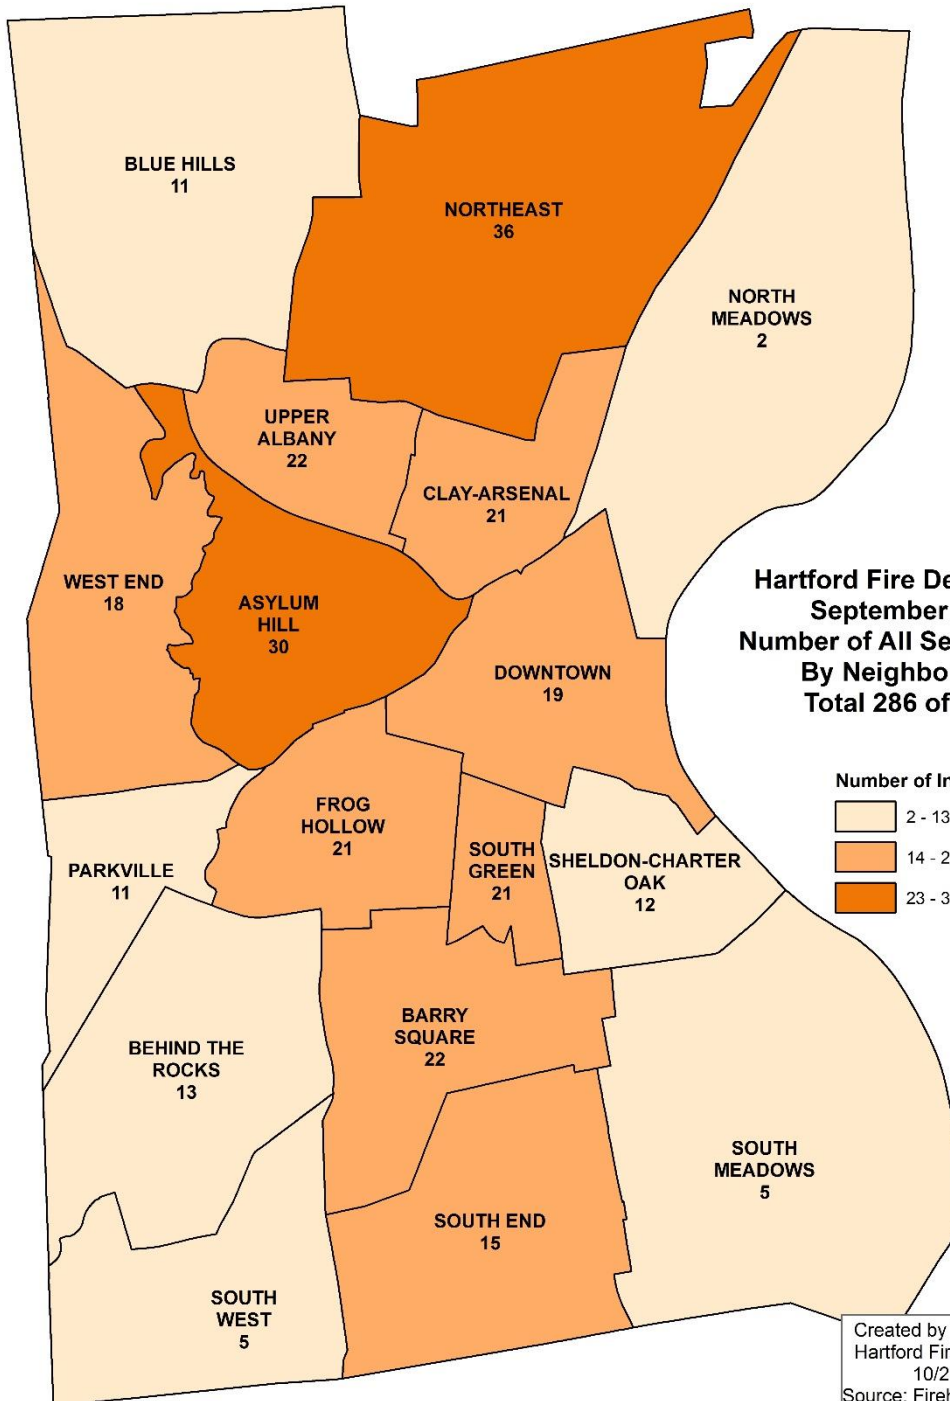 BLUE HILLS
11
NORTHEAST
36
NORTH
MEADOWS
2
UPPER
ALBANY
22
CLAY-ARSENAL
21
WEST END
18
ASYLUM
HILL
30
DOWNTOWN
19
Hartford Fire De
September
Number of All Se
By Neighbo
Total 286 of
Number of In
2 - 13
14 - 2
23 - 3
FROG
HOLLOW
21
SOUTH
GREEN
21
SHELDON-CHARTER
OAK
12
PARKVILLE
11
BARRY
SQUARE
22
BEHIND THE
ROCKS
13
SOUTH
MEADOWS
5
SOUTH END
15
SOUTH
WEST
5
Created by
Hartford Fir
10/2
Source: Fireh